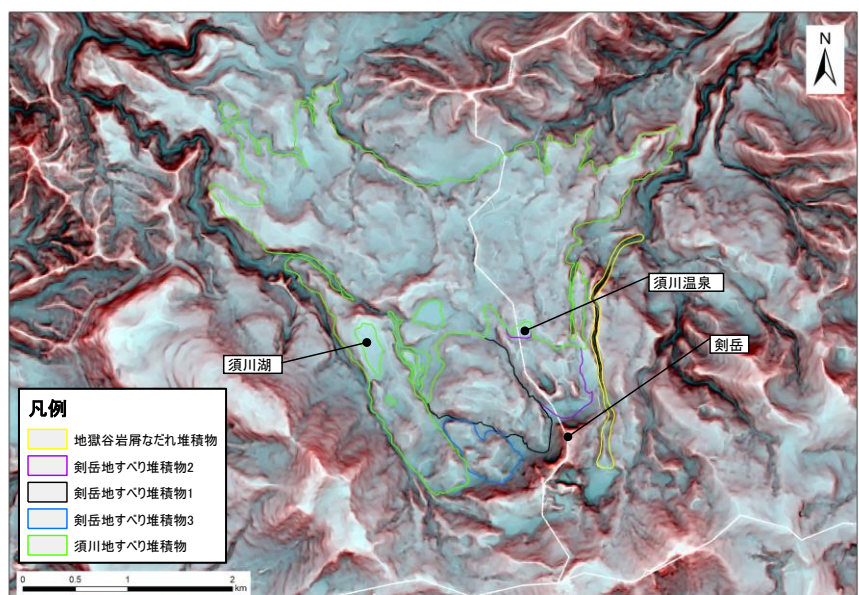 N
須川温泉
剣岳
須川湖
凡例
地獄谷岩屑なだれ堆積物
剣岳地すべり堆積物2
剣岳地すべり堆積物1
剣岳地すべり堆積物3
須川地すべり堆積物
0 0.5 1 2
km